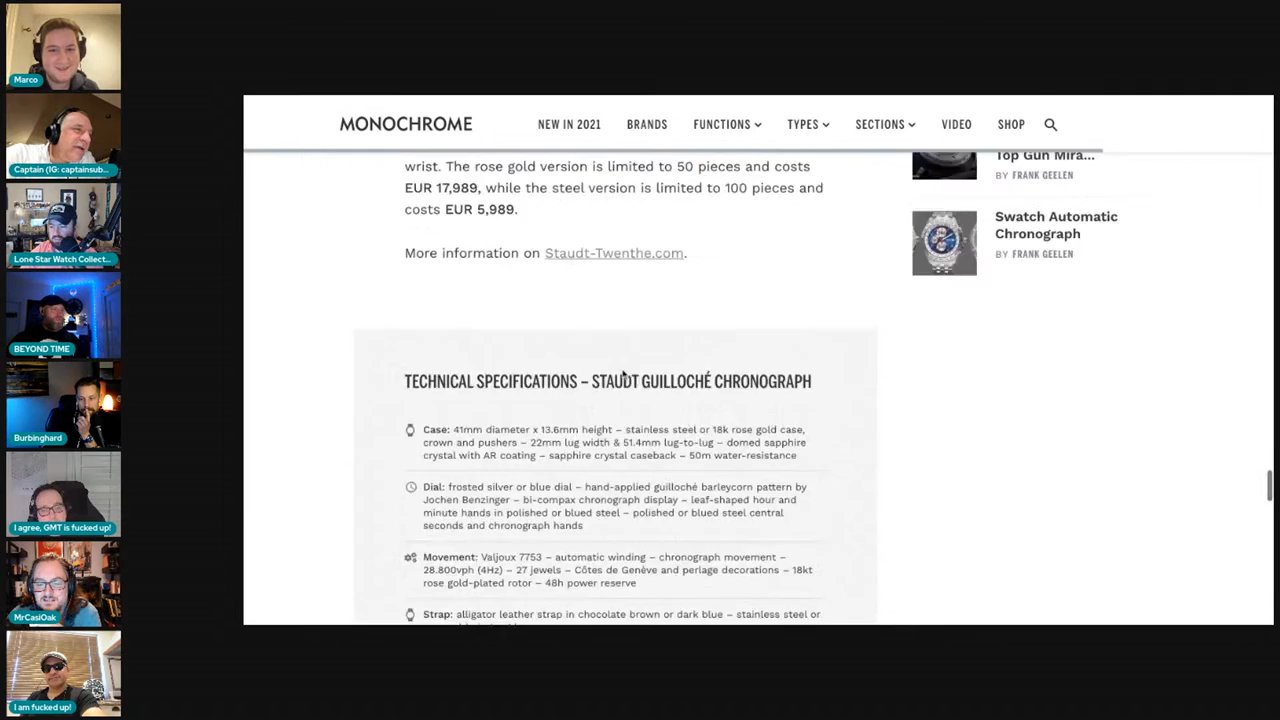 Marco
Captain (IG: captainsub...
Lone Star Watch Collect...
BEYOND TIME
Burbinghard
I agree, GMT is fucked up!
MrCasiOak
I am fucked up!
MONOCHROME
NEW IN 2021
BRANDS
FUNCTIONS
TYPES
SECTIONS
VIDEO
SHOP
wrist. The rose gold version is limited to 50 pieces and costs
EUR 17,989, while the steel version is limited to 100 pieces and
costs EUR 5,989.
More information on Staudt-Twenthe.com.
TECHNICAL SPECIFICATIONS – STAUDT GUILLOCHÉ CHRONOGRAPH
Case: 41mm diameter x 13.6mm height – stainless steel or 18k rose gold case,
crown and pushers – 22mm lug width & 51.4mm lug-to-lug – domed sapphire
crystal with AR coating – sapphire crystal caseback – 50m water-resistance
Dial: frosted silver or blue dial – hand-applied guilloché barleycorn pattern by
Jochen Benzinger – bi-compax chronograph display – leaf-shaped hour and
minute hands in polished or blued steel – polished or blued steel central
seconds and chronograph hands
Movement: Valjoux 7753 – automatic winding – chronograph movement –
28.800vph (4Hz) – 27 jewels – Côtes de Genève and perlage decorations – 18kt
rose gold-plated rotor – 48h power reserve
Strap: alligator leather strap in chocolate brown or dark blue – stainless steel or
Top Gun Mira...
BY FRANK GEELEN
Swatch Automatic
Chronograph
BY FRANK GEELEN